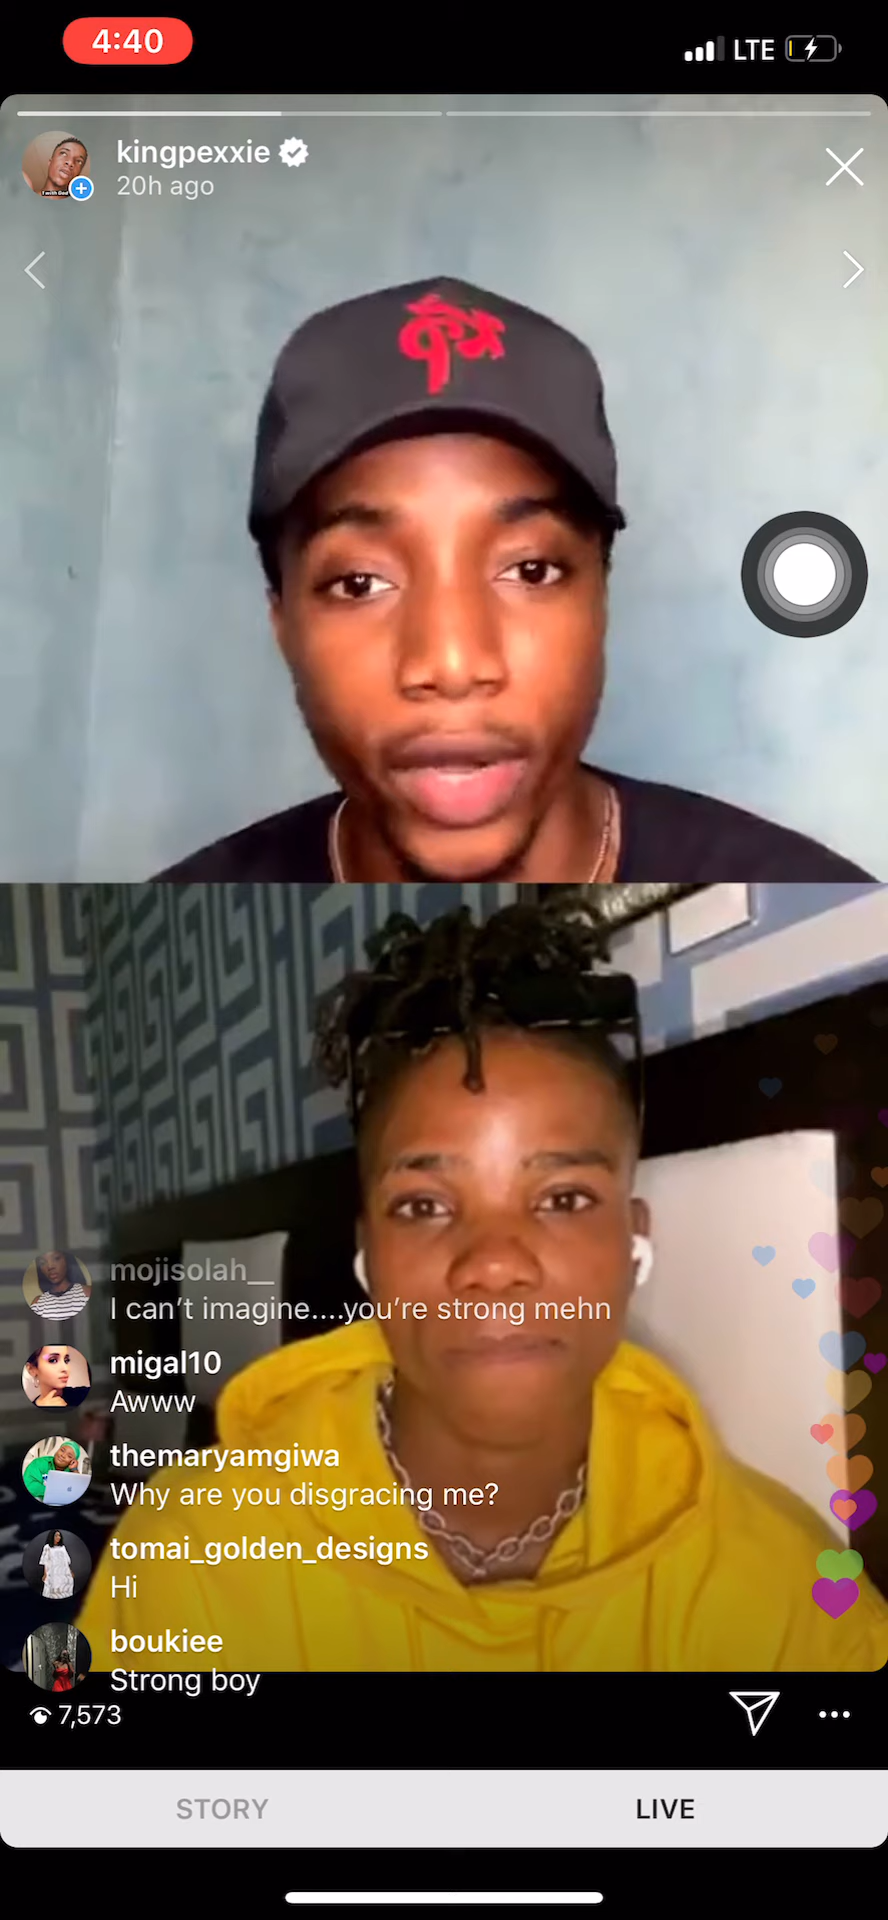 4:40
LTE
kingpexxie
20h ago
mojisolah__
I can't imagine....you're strong mehn
migal10
Awww
themaryamgiwa
Why are you disgracing me?
tomai_golden_designs
Hi
boukiee
Strong boy
7,573
STORY
LIVE